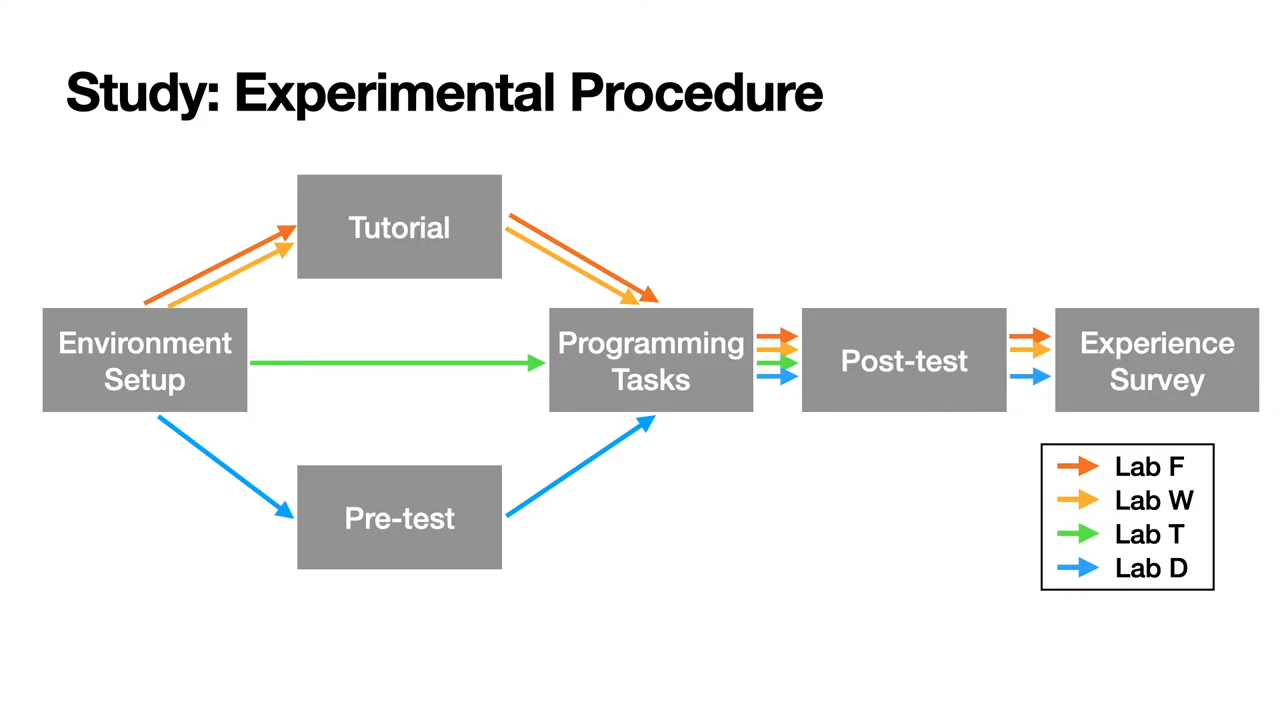 Study: Experimental Procedure
Tutorial
Environment
Setup
Programming
Tasks
Post-test
Experience
Survey
Pre-test
Lab F
Lab W
Lab T
Lab D